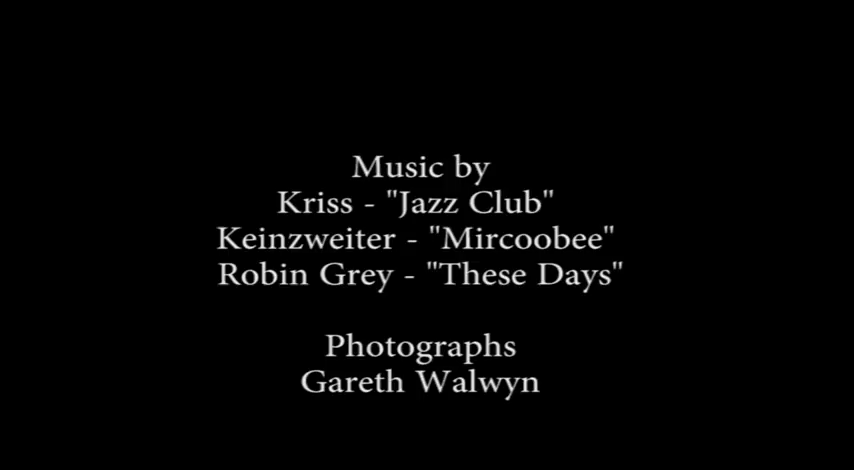 Music by
Kriss - "Jazz Club"
Keinzweiter - "Mircoobee"
Robin Grey - "These Days"
Photographs
Gareth Walwyn